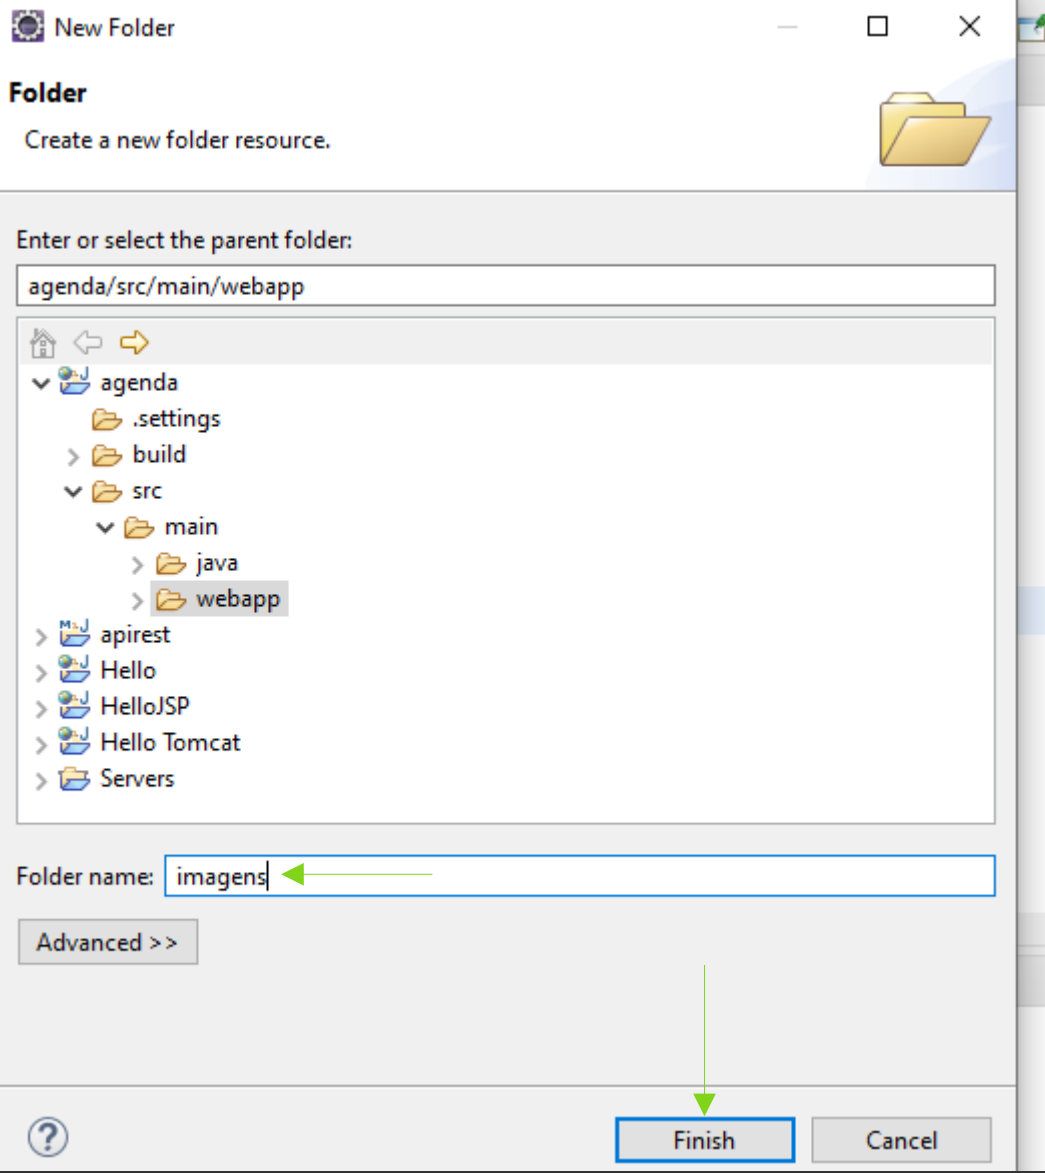 New Folder
Folder
Create a new folder resource.
Enter or select the parent folder:
agenda/src/main/webapp
agenda
.settings
build
src
main
java
webapp
apirest
Hello
HelloJSP
Hello Tomcat
Servers
Folder name: imagens
Advanced >>
Finish Cancel